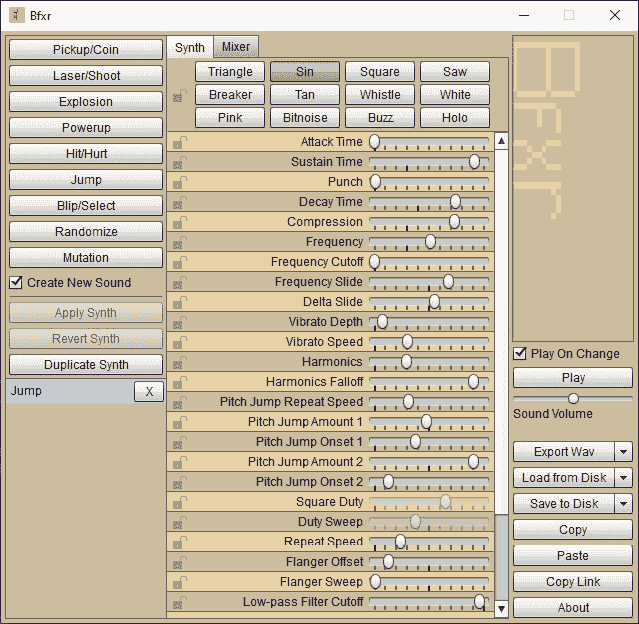 Bfxr
Pickup/Coin
Laser/Shoot
Explosion
Powerup
Hit/Hurt
Jump
Blip/Select
Randomize
Mutation
Create New Sound
Apply Synth
Revert Synth
Duplicate Synth
Jump X
Synth Mixer
Triangle Sin Square Saw
Breaker Tan Whistle White
Pink Bitnoise Buzz Holo
Attack Time
Sustain Time
Punch
Decay Time
Compression
Frequency
Frequency Cutoff
Frequency Slide
Delta Slide
Vibrato Depth
Vibrato Speed
Harmonics
Harmonics Falloff
Pitch Jump Repeat Speed
Pitch Jump Amount 1
Pitch Jump Onset 1
Pitch Jump Amount 2
Pitch Jump Onset 2
Square Duty
Duty Sweep
Repeat Speed
Flanger Offset
Flanger Sweep
Low-pass Filter Cutoff
Play On Change
Play
Sound Volume
Export Wav
Load from Disk
Save to Disk
Copy
Paste
Copy Link
About